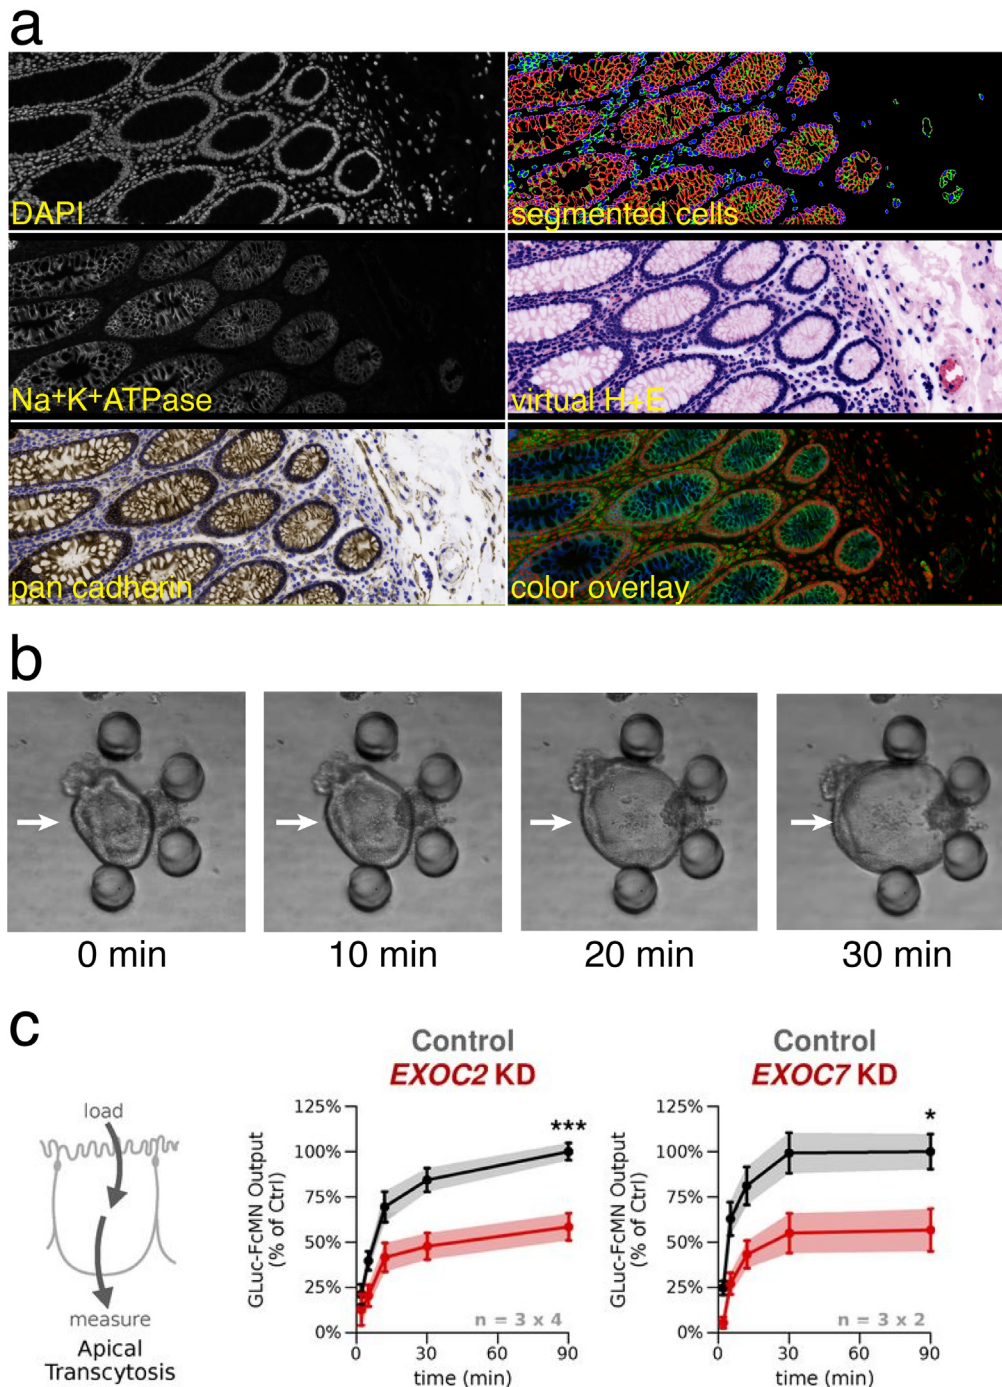 a
DAPI
segmented cells
Na⁺K⁺ATPase
virtual H+E
pan cadherin
color overlay
b
0 min
10 min
20 min
30 min
c
load
measure
Apical
Transcytosis
Control
EXOC2 KD
GLuc-FcMN Output
(% of Ctrl)
125%
100%
75%
50%
25%
0%
***
n = 3 x 4
0
30
60
90
time (min)
Control
EXOC7 KD
GLuc-FcMN Output
(% of Ctrl)
125%
100%
75%
50%
25%
0%
*
n = 3 x 2
0
30
60
90
time (min)